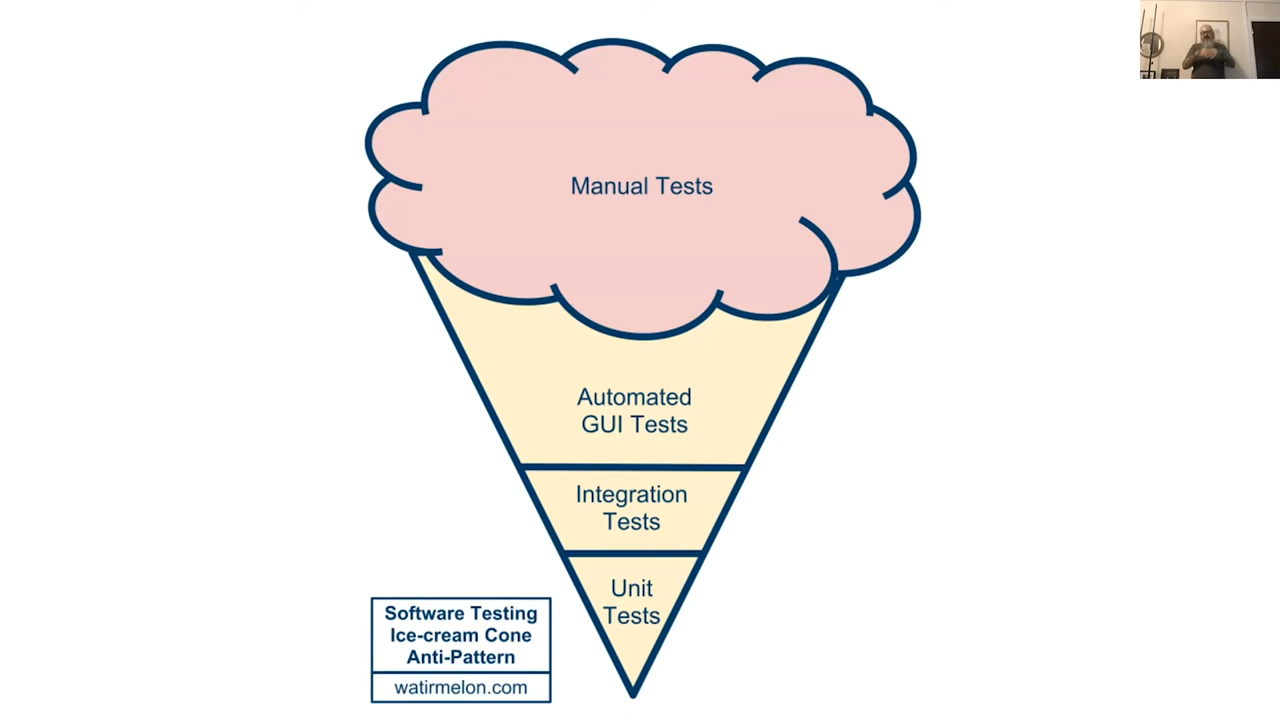 Manual Tests
Automated
GUI Tests
Integration
Tests
Unit
Tests
Software Testing
Ice-cream Cone
Anti-Pattern
watirmelon.com